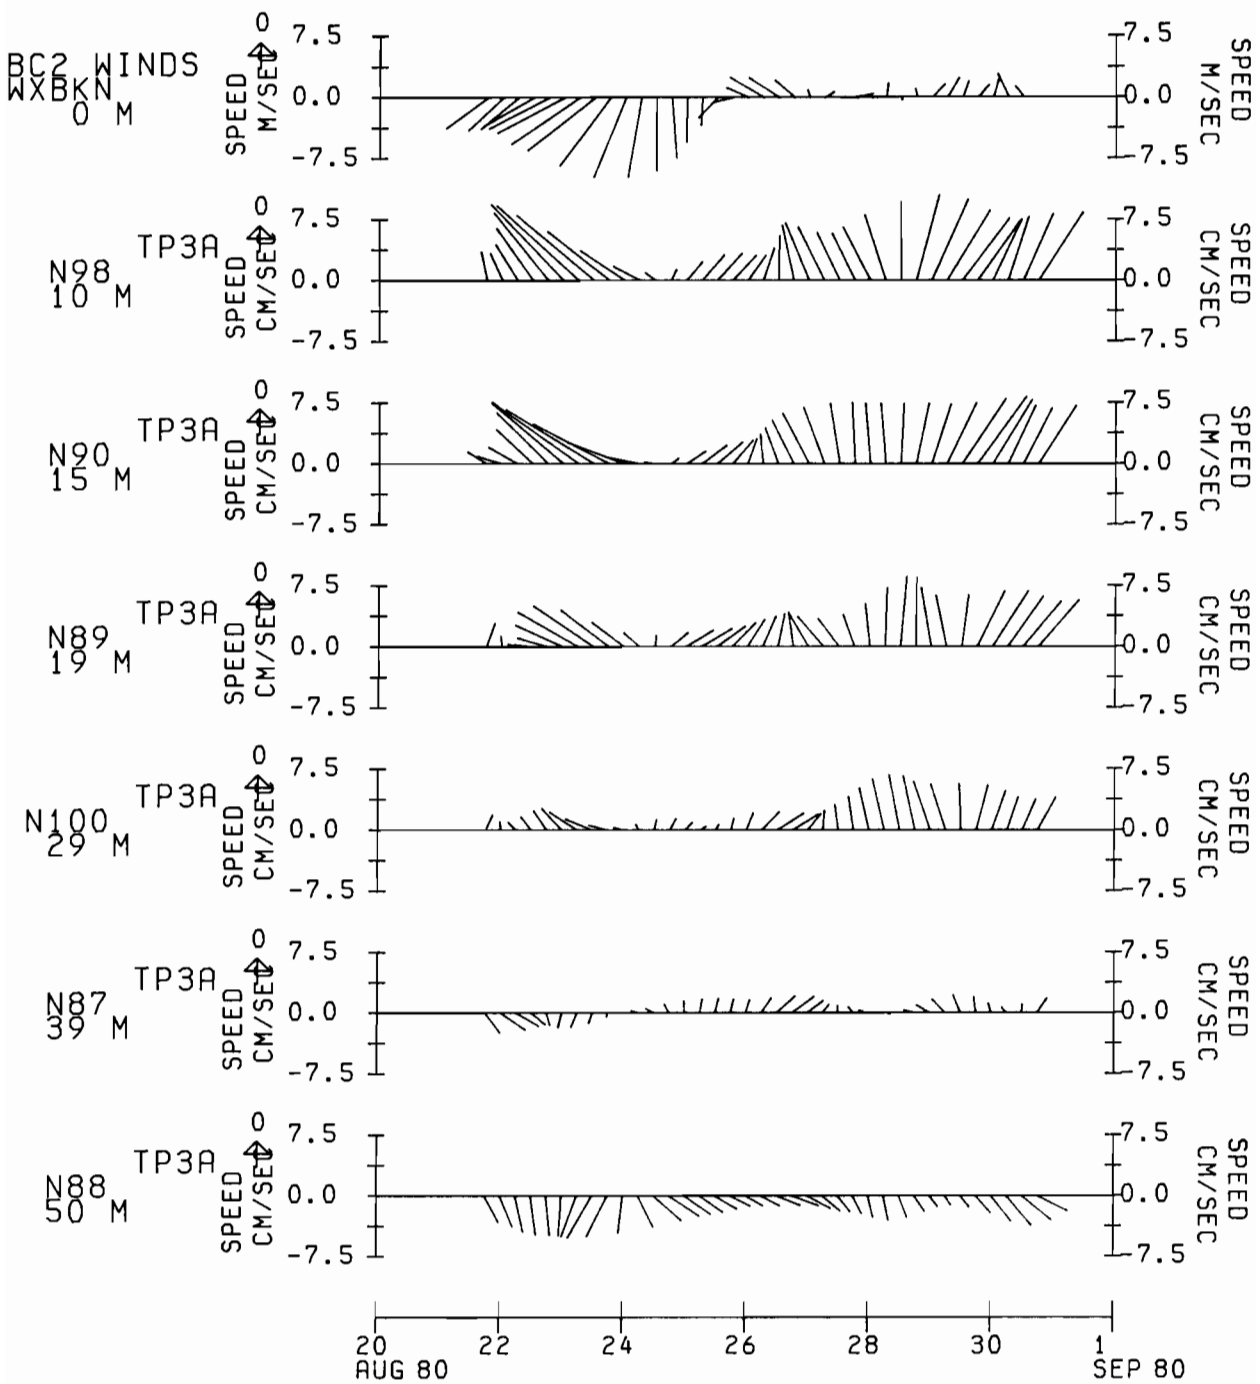 BC2 WINDS
WXBKN
0 M
SPEED
M/SEC
0
7.5
0.0
-7.5
7.5
0.0
-7.5
SPEED
M/SEC
TP3A
N98
10 M
SPEED
CM/SEC
0
7.5
0.0
-7.5
7.5
0.0
-7.5
SPEED
CM/SEC
TP3A
N90
15 M
SPEED
CM/SEC
0
7.5
0.0
-7.5
7.5
0.0
-7.5
SPEED
CM/SEC
TP3A
N89
19 M
SPEED
CM/SEC
0
7.5
0.0
-7.5
7.5
0.0
-7.5
SPEED
CM/SEC
TP3A
N100
29 M
SPEED
CM/SEC
0
7.5
0.0
-7.5
7.5
0.0
-7.5
SPEED
CM/SEC
TP3A
N87
39 M
SPEED
CM/SEC
0
7.5
0.0
-7.5
7.5
0.0
-7.5
SPEED
CM/SEC
TP3A
N88
50 M
SPEED
CM/SEC
0
7.5
0.0
-7.5
7.5
0.0
-7.5
SPEED
CM/SEC
20 22 24 26 28 30 1
AUG 80 SEP 80